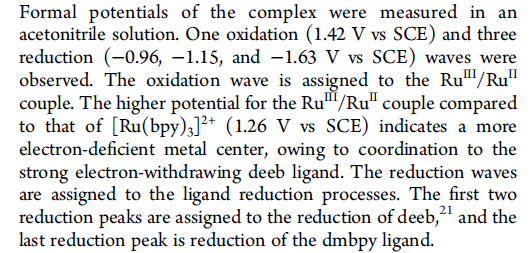 Formal potentials of the complex were measured in an
acetonitrile solution. One oxidation (1.42 V vs SCE) and three
reduction (−0.96, −1.15, and −1.63 V vs SCE) waves were
observed. The oxidation wave is assigned to the Ruᴵᴵᴵ/Ruᴵᴵ
couple. The higher potential for the Ruᴵᴵᴵ/Ruᴵᴵ couple compared
to that of [Ru(bpy)₃]²⁺ (1.26 V vs SCE) indicates a more
electron-deficient metal center, owing to coordination to the
strong electron-withdrawing deeb ligand. The reduction waves
are assigned to the ligand reduction processes. The first two
reduction peaks are assigned to the reduction of deeb,²¹ and the
last reduction peak is reduction of the dmbpy ligand.